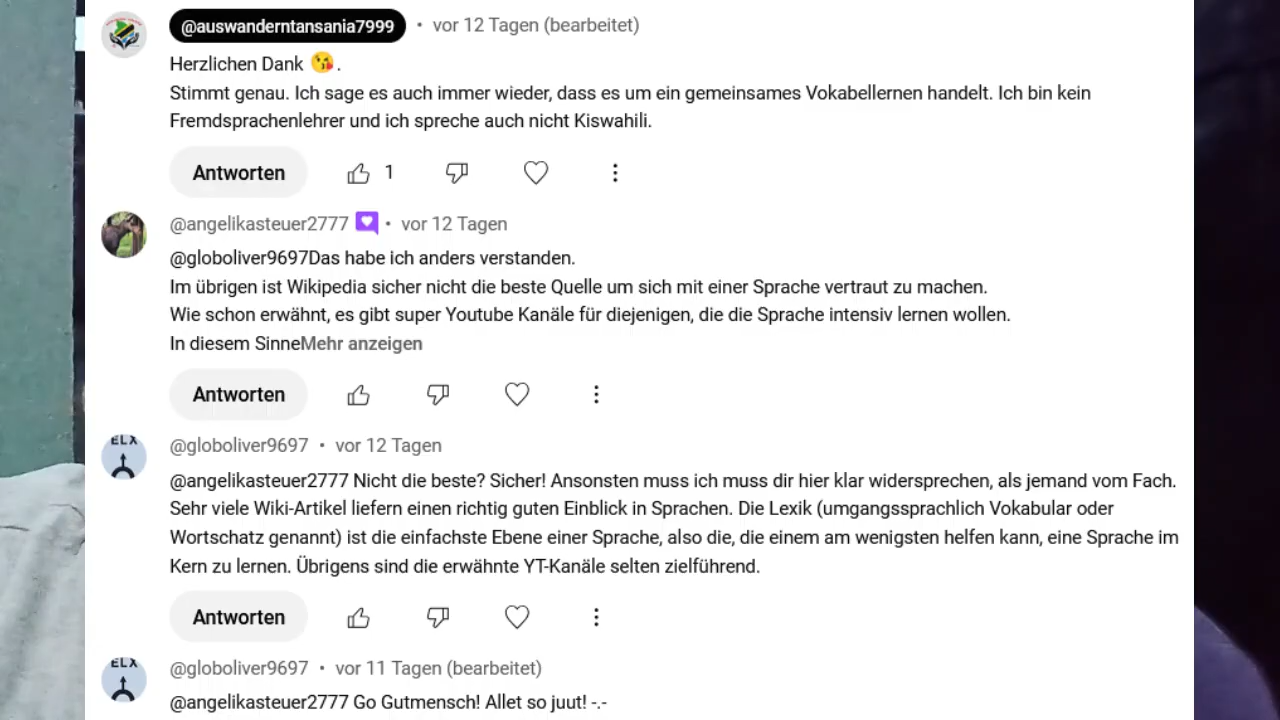 @auswanderntansania7999 • vor 12 Tagen (bearbeitet)
Herzlichen Dank 😘.
Stimmt genau. Ich sage es auch immer wieder, dass es um ein gemeinsames Vokabellernen handelt. Ich bin kein
Fremdsprachenlehrer und ich spreche auch nicht Kiswahili.
Antworten 1
@angelikasteuer2777 • vor 12 Tagen
@globoliver9697Das habe ich anders verstanden.
Im übrigen ist Wikipedia sicher nicht die beste Quelle um sich mit einer Sprache vertraut zu machen.
Wie schon erwähnt, es gibt super Youtube Kanäle für diejenigen, die die Sprache intensiv lernen wollen.
In diesem SinneMehr anzeigen
Antworten
ELX
@globoliver9697 • vor 12 Tagen
@angelikasteuer2777 Nicht die beste? Sicher! Ansonsten muss ich muss dir hier klar widersprechen, als jemand vom Fach.
Sehr viele Wiki-Artikel liefern einen richtig guten Einblick in Sprachen. Die Lexik (umgangssprachlich Vokabular oder
Wortschatz genannt) ist die einfachste Ebene einer Sprache, also die, die einem am wenigsten helfen kann, eine Sprache im
Kern zu lernen. Übrigens sind die erwähnte YT-Kanäle selten zielführend.
Antworten
ELX
@globoliver9697 • vor 11 Tagen (bearbeitet)
@angelikasteuer2777 Go Gutmensch! Allet so juut! -.-